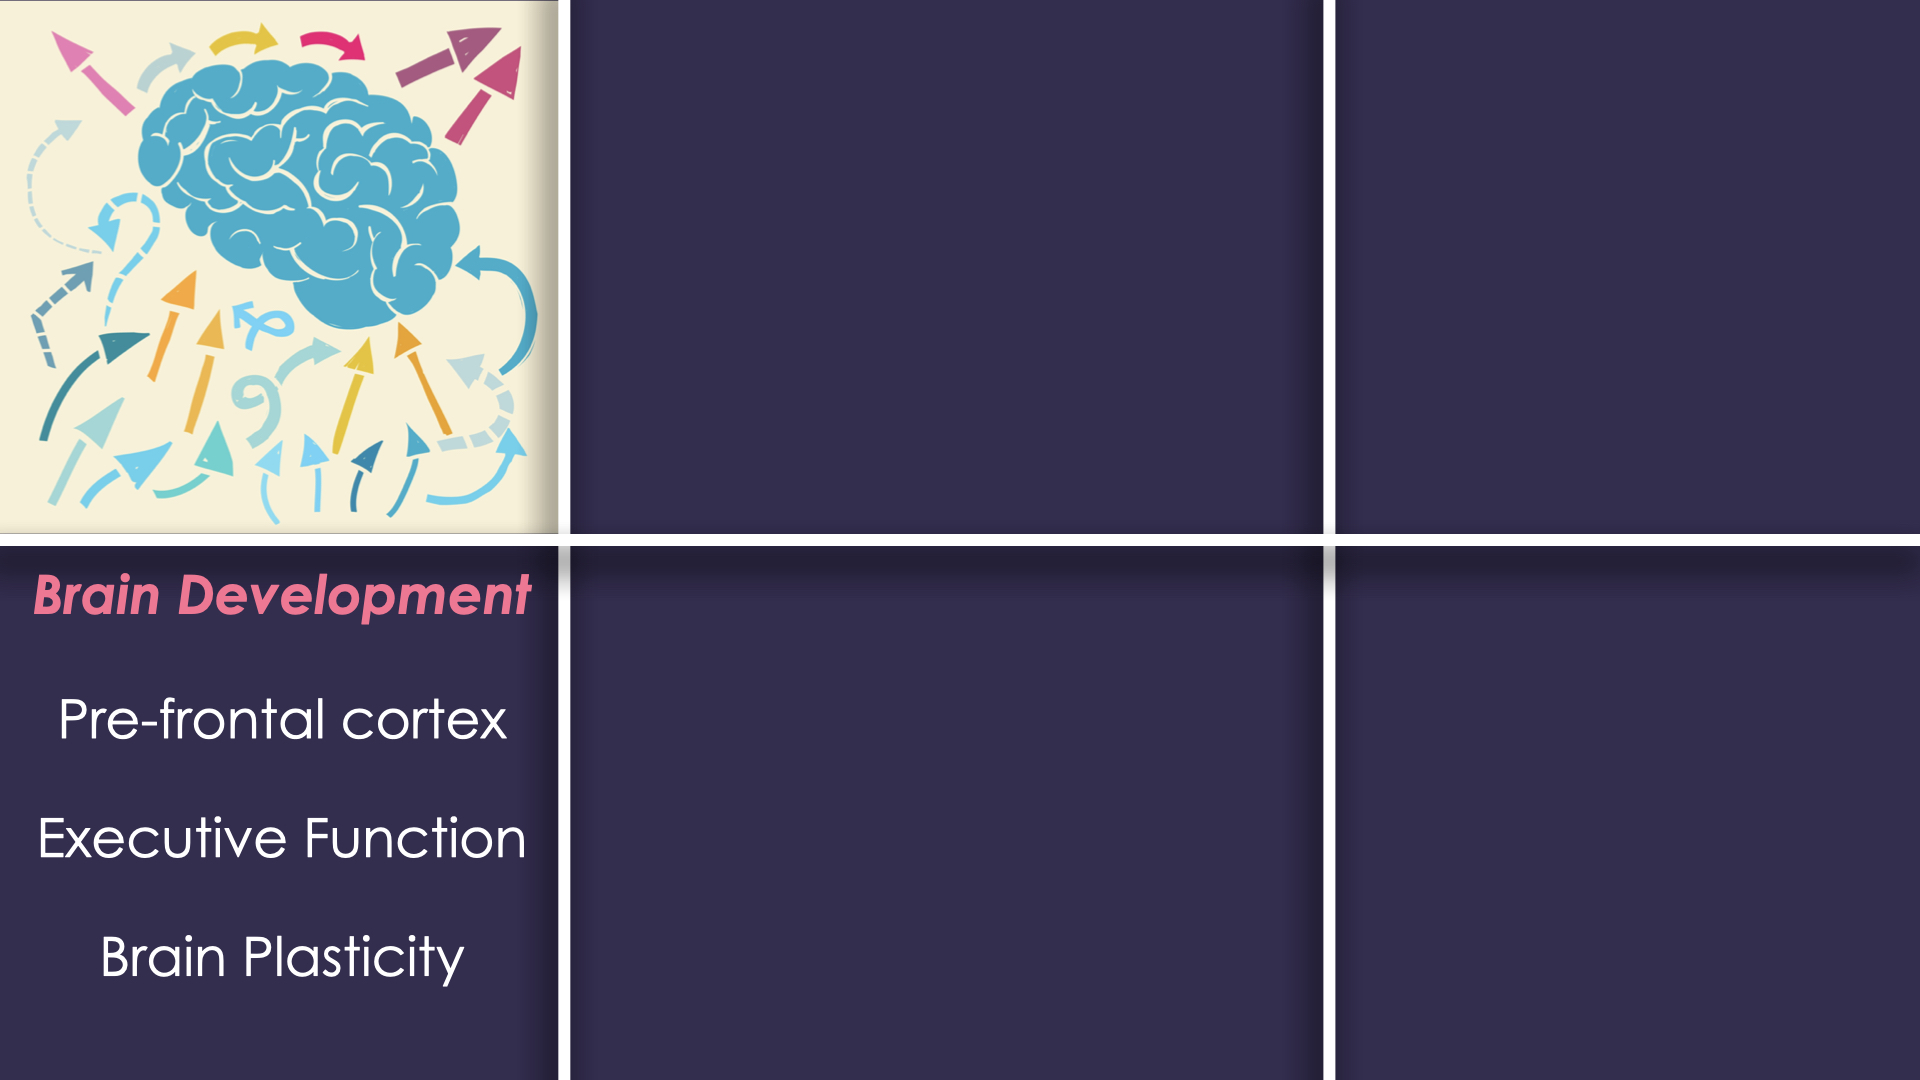 Brain Development
Pre-frontal cortex
Executive Function
Brain Plasticity